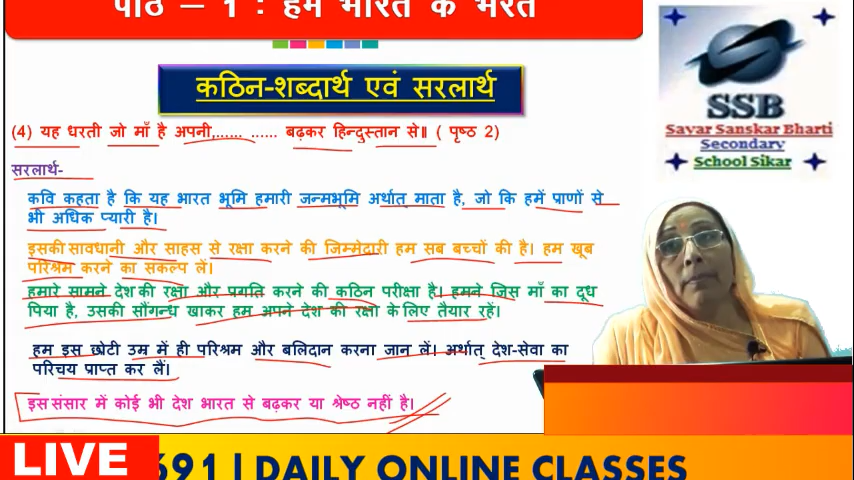 पाठ – 1 : हम भारत के भरत
कठिन-शब्दार्थ एवं सरलार्थ
(4) यह धरती जो माँ है अपनी,...... ...... बढ़कर हिन्दुस्तान से॥ ( पृष्ठ 2)
सरलार्थ-
कवि कहता है कि यह भारत भूमि हमारी जन्मभूमि अर्थात् माता है, जो कि हमें प्राणों से
भी अधिक प्यारी है।
इसकी सावधानी और साहस से रक्षा करने की जिम्मेदारी हम सब बच्चों की है। हम खूब
परिश्रम करने का संकल्प लें।
हमारे सामने देश की रक्षा और प्रगति करने की कठिन परीक्षा है। हमने जिस माँ का दूध
पिया है, उसकी सौंगन्ध खाकर हम अपने देश की रक्षा के लिए तैयार रहें।
हम इस छोटी उम्र में ही परिश्रम और बलिदान करना जान लें। अर्थात् देश-सेवा का
परिचय प्राप्त कर लें।
इस संसार में कोई भी देश भारत से बढ़कर या श्रेष्ठ नहीं है।
SSB
Savar Sanskar Bharti
Secondary
School Sikar
LIVE
691 | DAILY ONLINE CLASSES